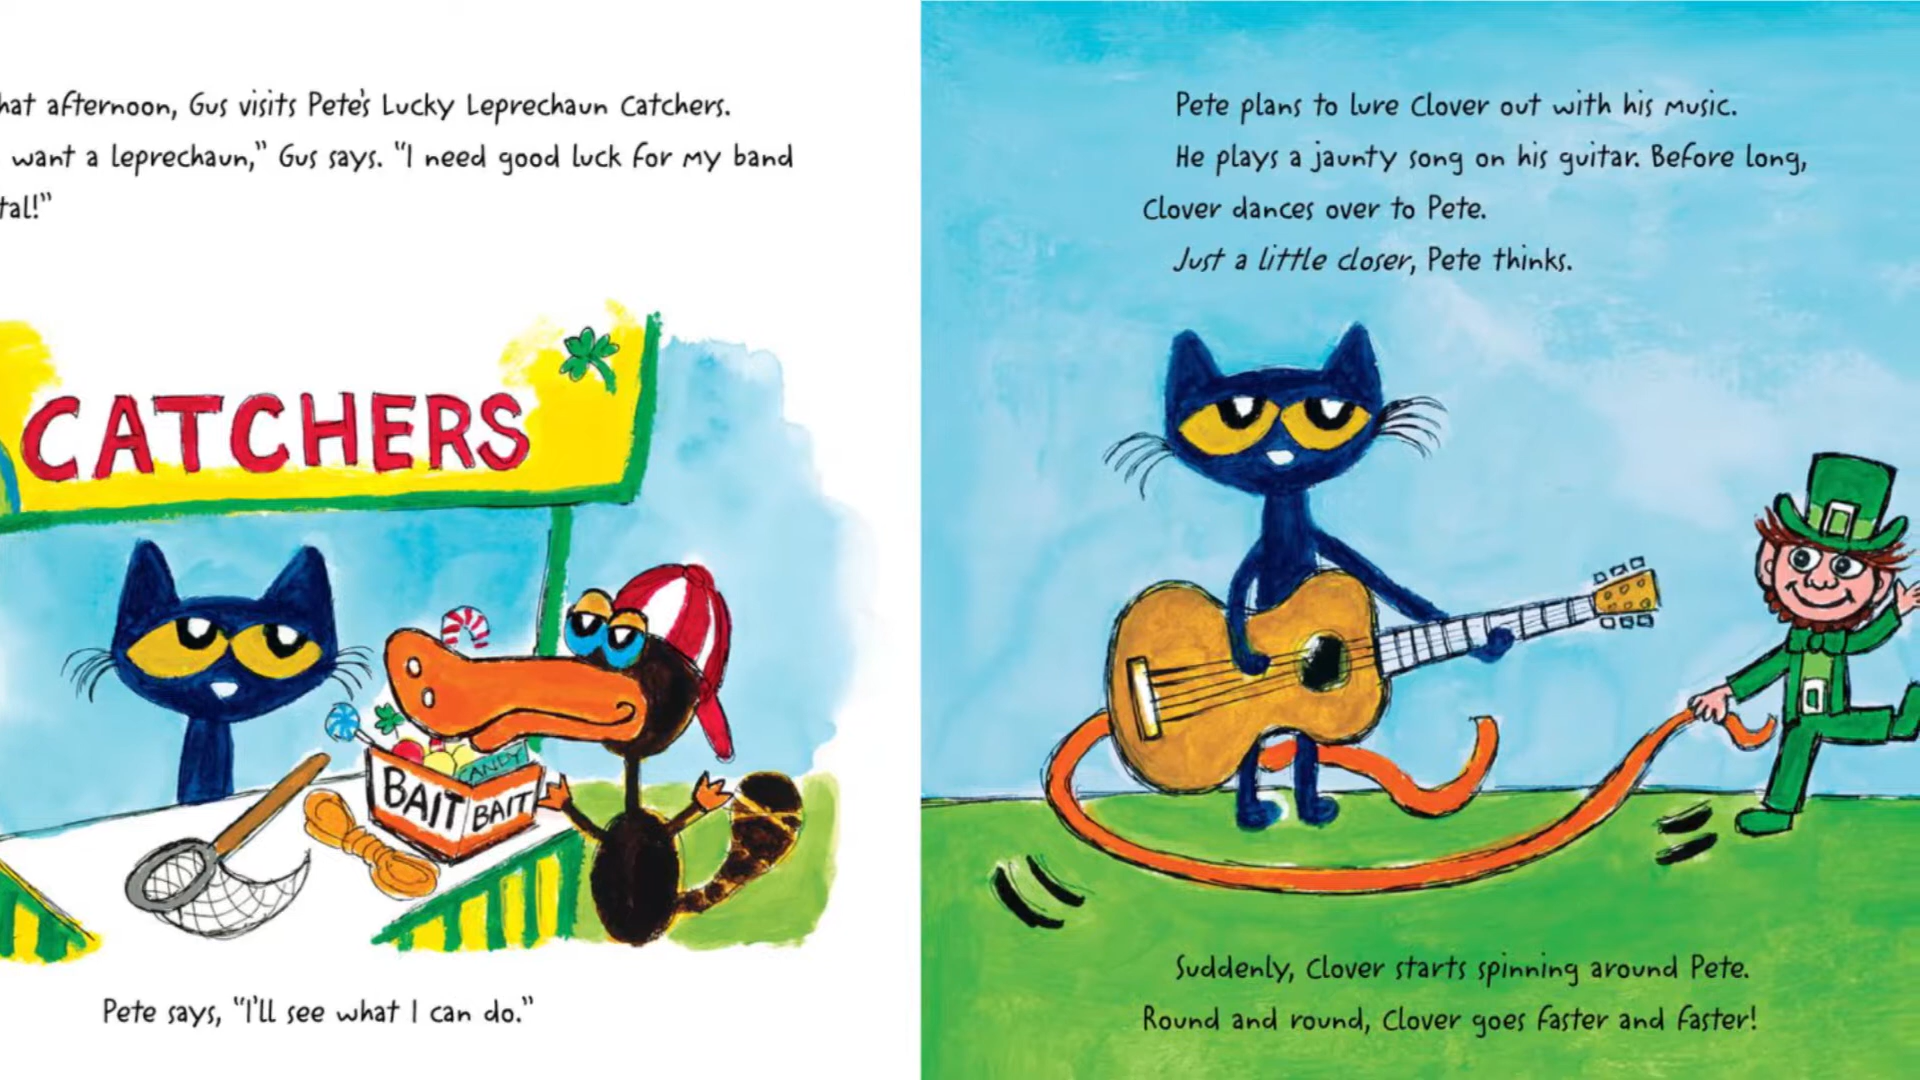 hat afternoon, Gus visits Pete's Lucky Leprechaun Catchers.
want a leprechaun," Gus says. "I need good luck for my band
tal!"
CATCHERS
CANDY
BAIT BAIT
Pete says, "I'll see what I can do."
Pete plans to lure Clover out with his music.
He plays a jaunty song on his guitar. Before long,
Clover dances over to Pete.
Just a little closer, Pete thinks.
Suddenly, Clover starts spinning around Pete.
Round and round, Clover goes faster and faster!